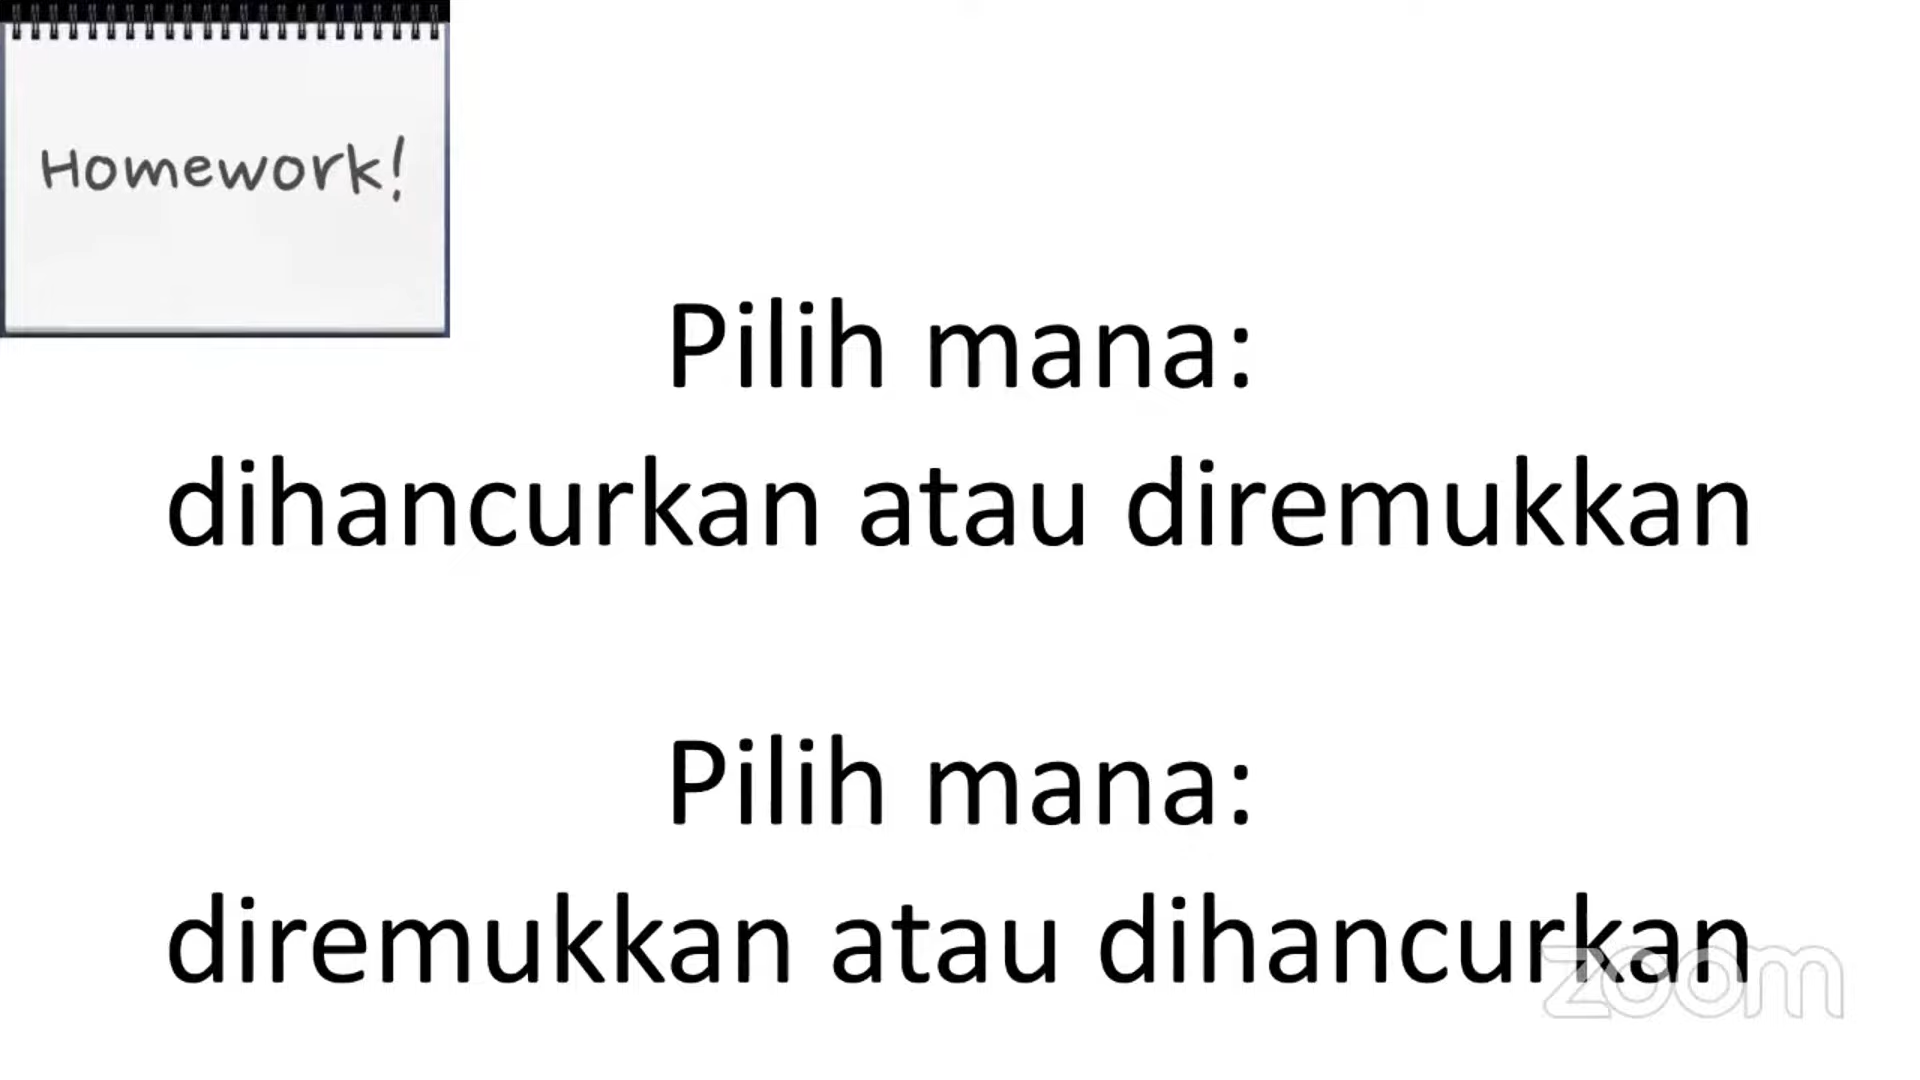 Homework!
Pilih mana:
dihancurkan atau diremukkan
Pilih mana:
diremukkan atau dihancurkan
zoom